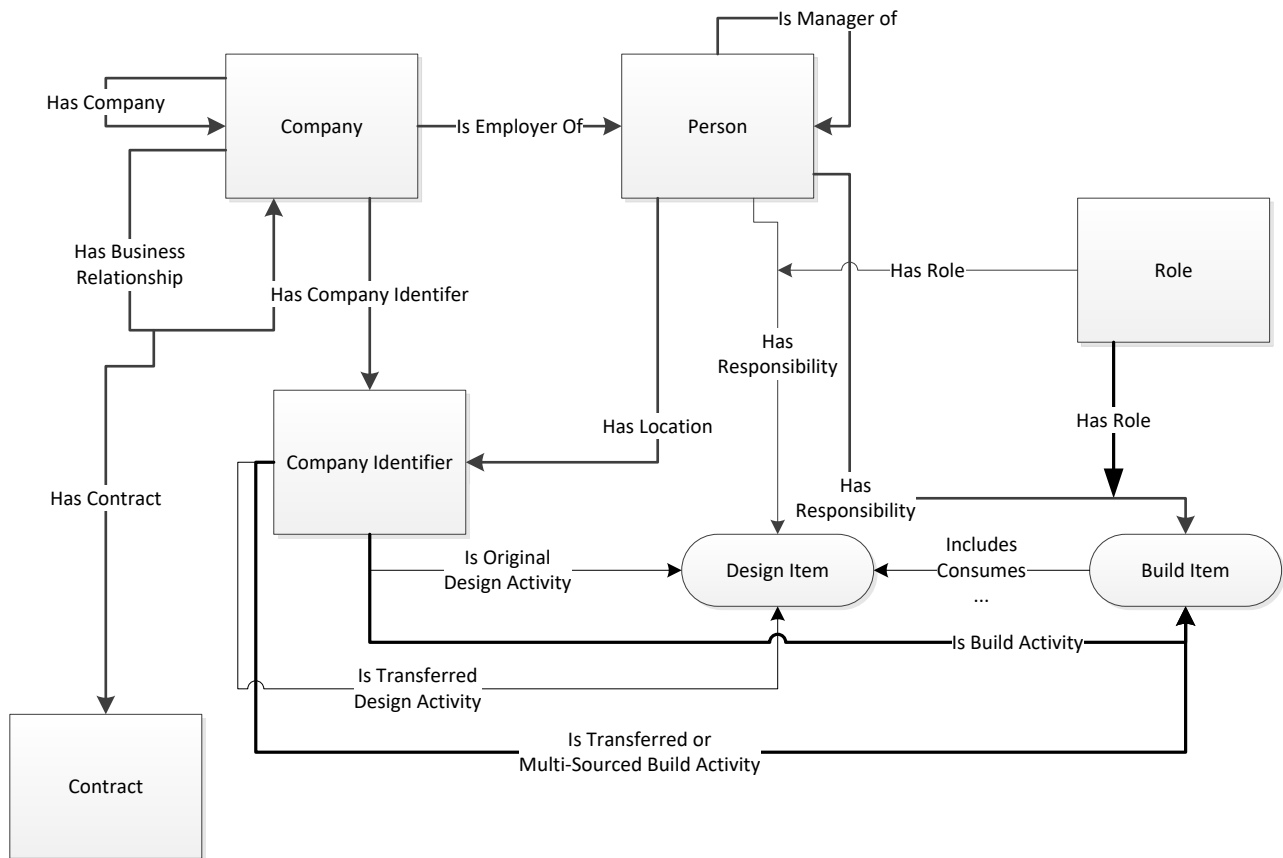 Is Manager of
Has Company
Company
Is Employer Of
Person
Has Business
Relationship
Has Company Identifer
Has Role
Role
Has
Responsibility
Has Location
Has Role
Company Identifier
Has Contract
Has
Responsibility
Is Original
Design Activity
Design Item
Includes
Consumes
...
Build Item
Is Build Activity
Is Transferred
Design Activity
Is Transferred or
Multi-Sourced Build Activity
Contract